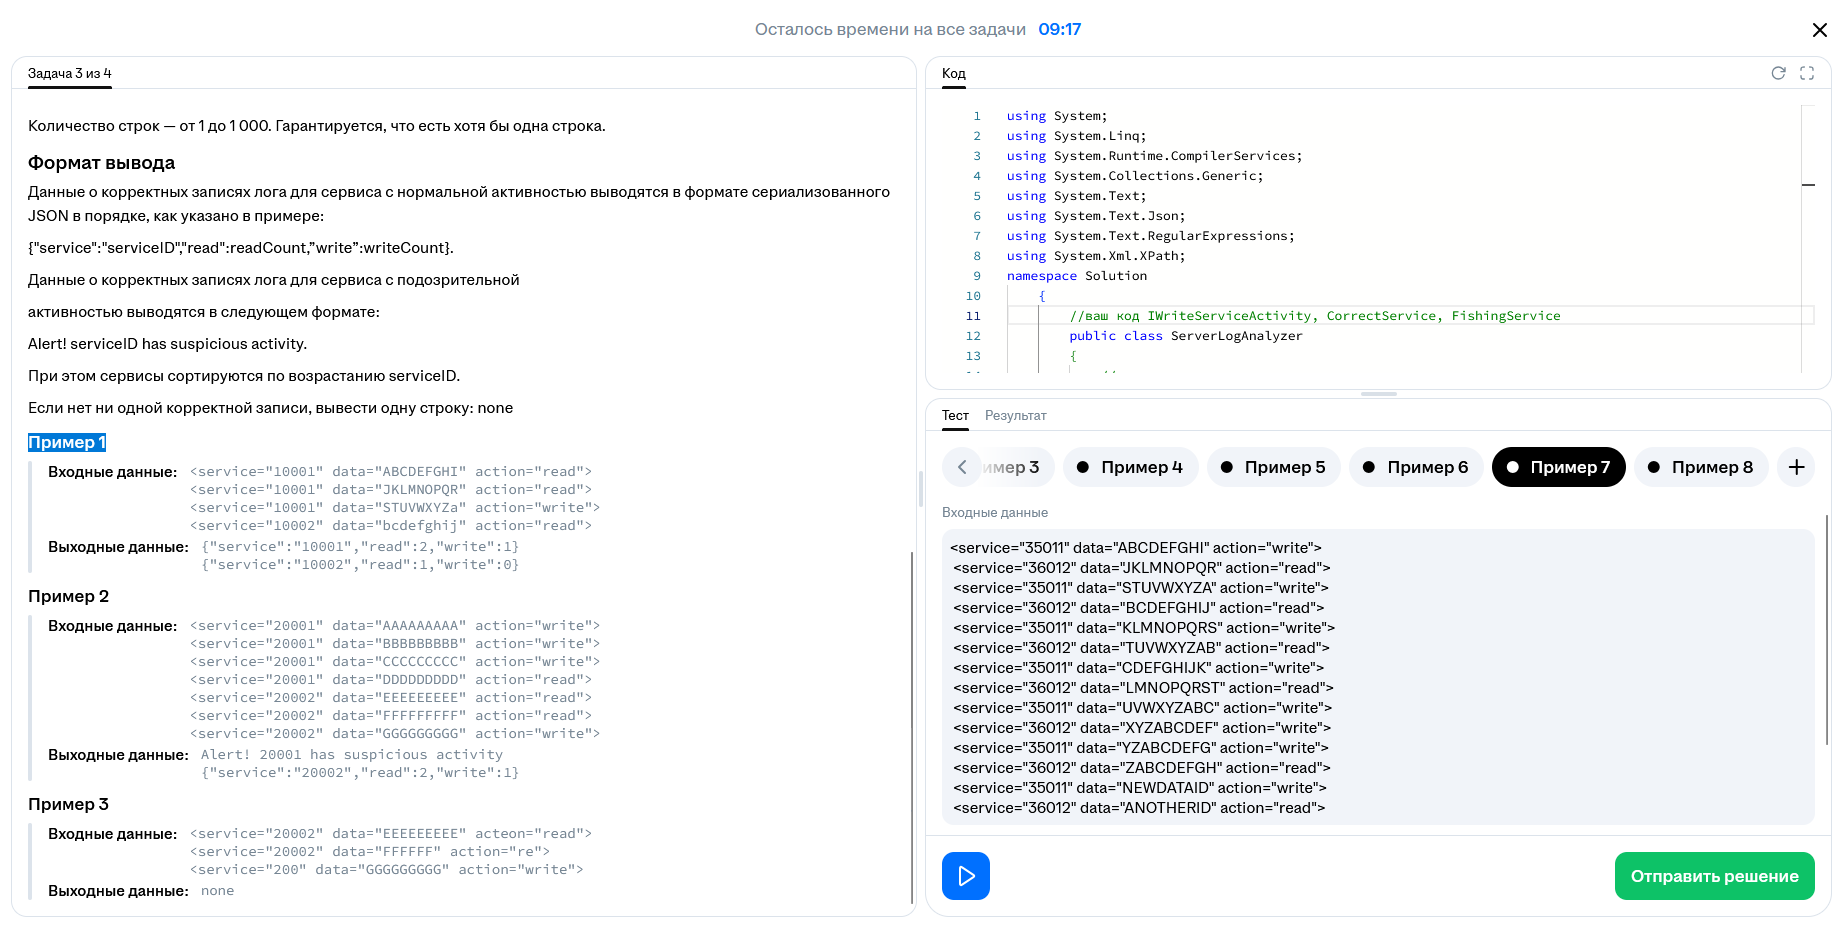 Осталось времени на все задачи 09:17
Задача 3 из 4
Количество строк — от 1 до 1 000. Гарантируется, что есть хотя бы одна строка.
Формат вывода
Данные о корректных записях лога для сервиса с нормальной активностью выводятся в формате сериализованного
JSON в порядке, как указано в примере:
{"service":"serviceID","read":readCount,”write”:writeCount}.
Данные о корректных записях лога для сервиса с подозрительной
активностью выводятся в следующем формате:
Alert! serviceID has suspicious activity.
При этом сервисы сортируются по возрастанию serviceID.
Если нет ни одной корректной записи, вывести одну строку: none
Пример 1
Входные данные: <service="10001" data="ABCDEFGHI" action="read">
<service="10001" data="JKLMNOPQR" action="read">
<service="10001" data="STUVWXYZa" action="write">
<service="10002" data="bcdefghij" action="read">
Выходные данные: {"service":"10001","read":2,"write":1}
{"service":"10002","read":1,"write":0}
Пример 2
Входные данные: <service="20001" data="AAAAAAAAA" action="write">
<service="20001" data="BBBBBBBBB" action="write">
<service="20001" data="CCCCCCCCC" action="write">
<service="20001" data="DDDDDDDDD" action="read">
<service="20002" data="EEEEEEEEE" action="read">
<service="20002" data="FFFFFFFFF" action="read">
<service="20002" data="GGGGGGGGG" action="write">
Выходные данные: Alert! 20001 has suspicious activity
{"service":"20002","read":2,"write":1}
Пример 3
Входные данные: <service="20002" data="EEEEEEEEE" acteon="read">
<service="20002" data="FFFFFF" action="re">
<service="200" data="GGGGGGGGG" action="write">
Выходные данные: none
Код
1 using System;
2 using System.Linq;
3 using System.Runtime.CompilerServices;
4 using System.Collections.Generic;
5 using System.Text;
6 using System.Text.Json;
7 using System.Text.RegularExpressions;
8 using System.Xml.XPath;
9 namespace Solution
10 {
11 //ваш код IWriteServiceActivity, CorrectService, FishingService
12 public class ServerLogAnalyzer
13 {
Тест Результат
имер 3 Пример 4 Пример 5 Пример 6 Пример 7 Пример 8
Входные данные
<service="35011" data="ABCDEFGHI" action="write">
<service="36012" data="JKLMNOPQR" action="read">
<service="35011" data="STUVWXYZA" action="write">
<service="36012" data="BCDEFGHIJ" action="read">
<service="35011" data="KLMNOPQRS" action="write">
<service="36012" data="TUVWXYZAB" action="read">
<service="35011" data="CDEFGHIJK" action="write">
<service="36012" data="LMNOPQRST" action="read">
<service="35011" data="UVWXYZABC" action="write">
<service="36012" data="XYZABCDEF" action="write">
<service="35011" data="YZABCDEFG" action="write">
<service="36012" data="ZABCDEFGH" action="read">
<service="35011" data="NEWDATAID" action="write">
<service="36012" data="ANOTHERID" action="read">
Отправить решение